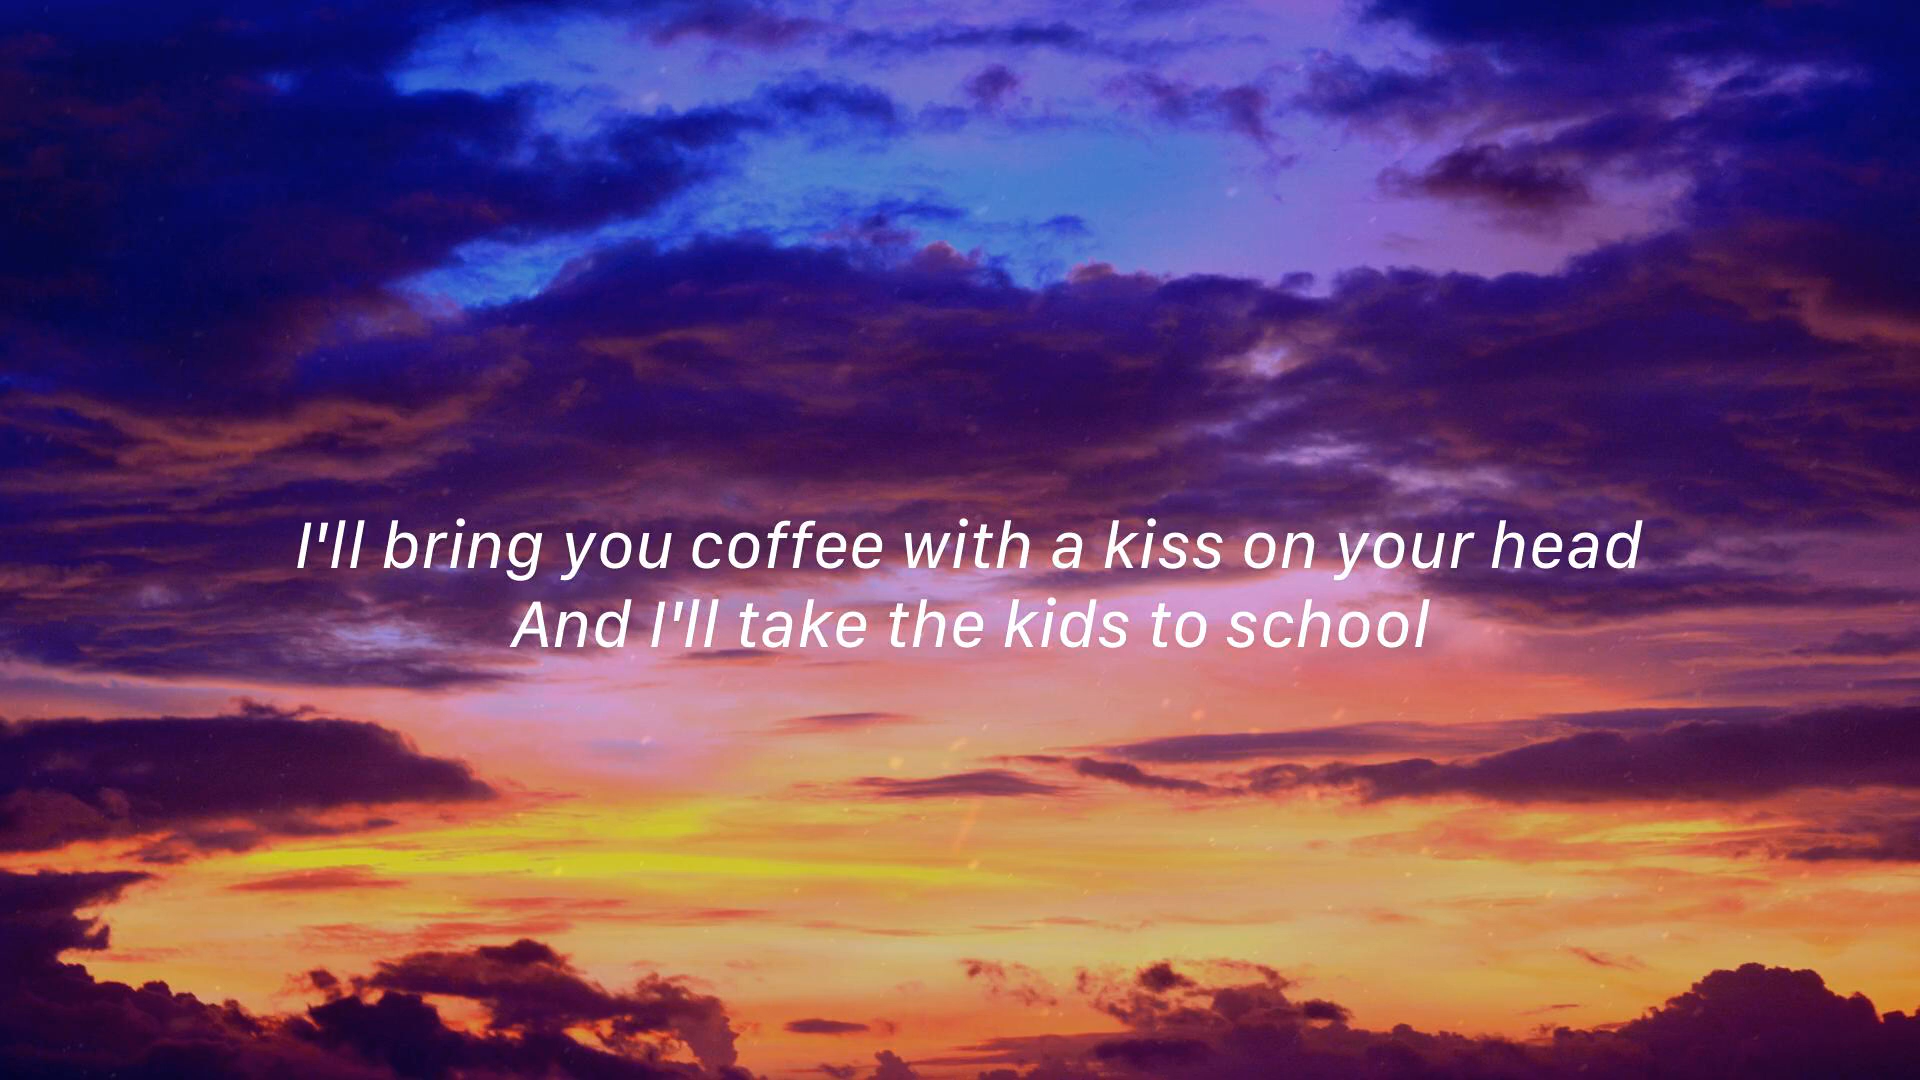 I'll bring you coffee with a kiss on your head
And I'll take the kids to school